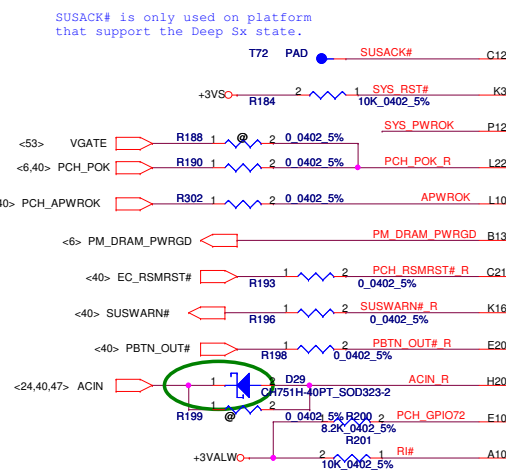 SUSACK# is only used on platform
that support the Deep Sx state.
T72 PAD SUSACK# C12
+3VS R184 2 1 10K_0402_5% SYS_RST# K3
SYS_PWROK P12
<53> VGATE R188 1 @ 2 0_0402_5%
<6,40> PCH_POK R190 1 2 0_0402_5% PCH_POK_R L22
40> PCH_APWROK R302 1 2 0_0402_5% APWROK L10
<6> PM_DRAM_PWRGD PM_DRAM_PWRGD B13
<40> EC_RSMRST# R193 1 2 0_0402_5% PCH_RSMRST#_R C21
<40> SUSWARN# R196 1 2 0_0402_5% SUSWARN#_R K16
<40> PBTN_OUT# R198 1 2 0_0402_5% PBTN_OUT#_R E20
<24,40,47> ACIN 1 2 D29 ACIN_R H20
CH751H-40PT_SOD323-2
R199 1 @ 2 0_0402_5% R200 PCH_GPIO72 E10
8.2K_0402_5%
R201
+3VALW 10K_0402_5% RI# A10